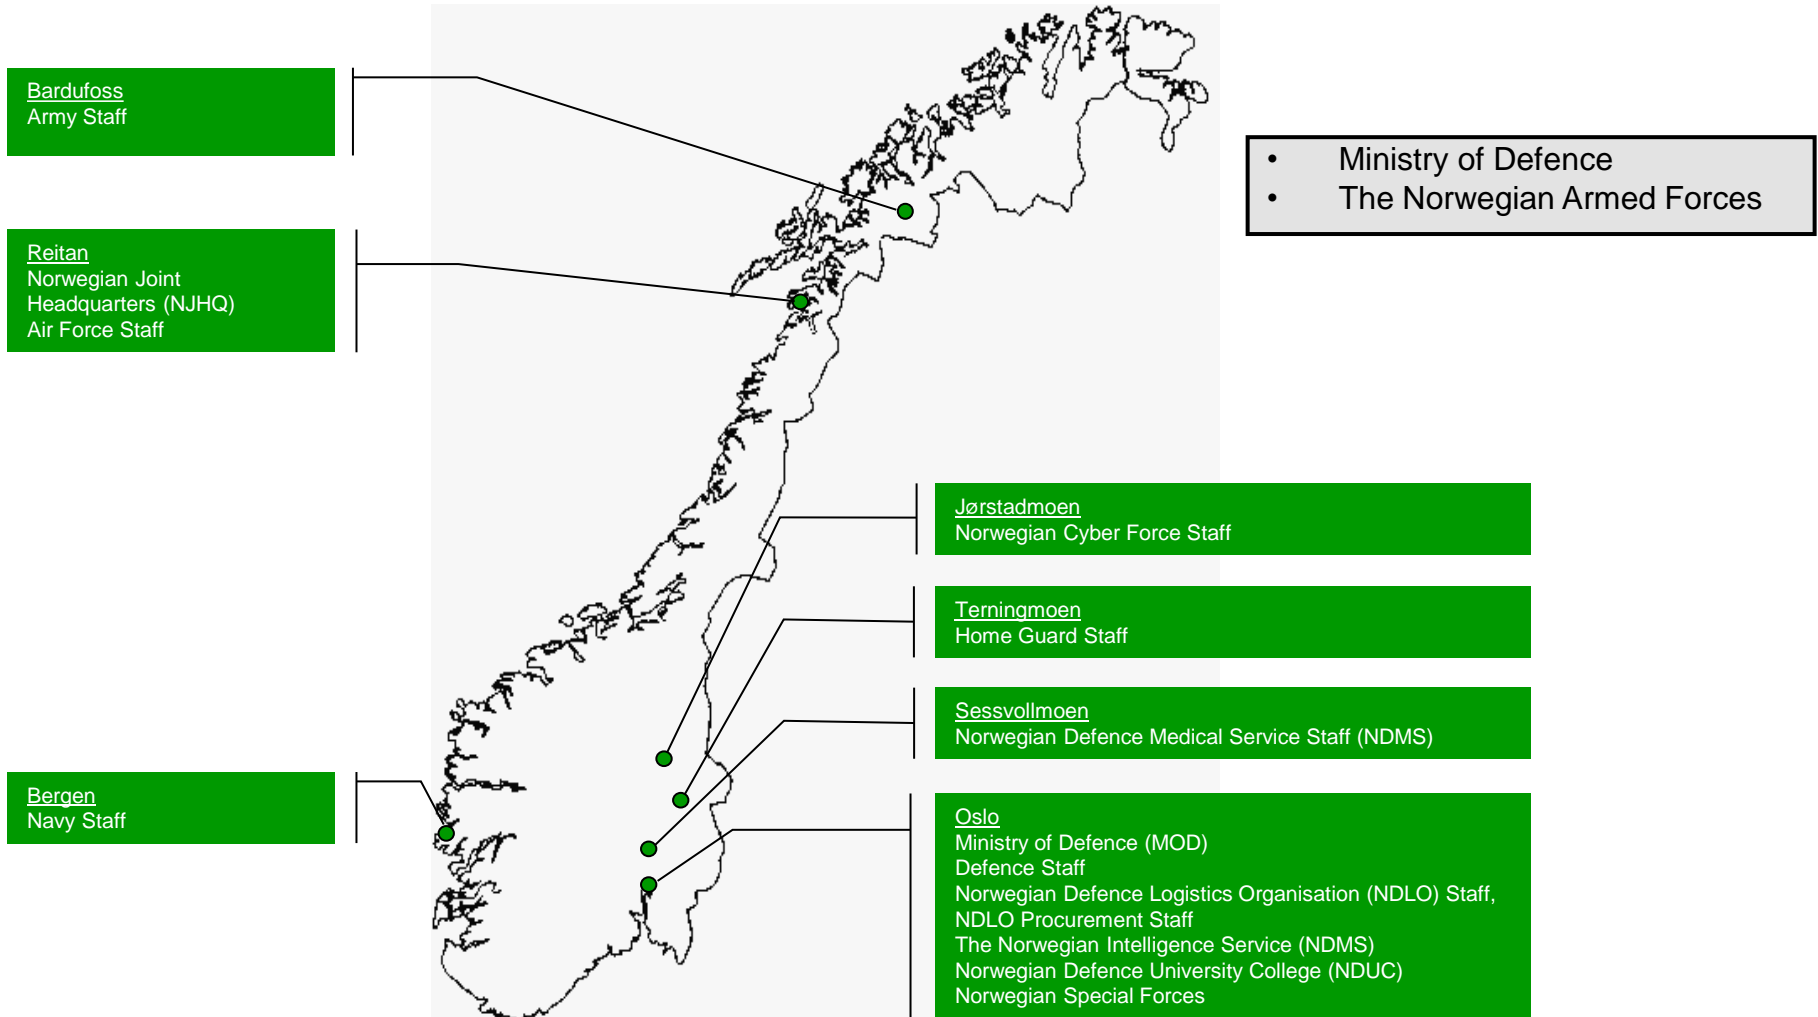 Bardufoss
Army Staff
• Ministry of Defence
• The Norwegian Armed Forces
Reitan
Norwegian Joint
Headquarters (NJHQ)
Air Force Staff
Jørstadmoen
Norwegian Cyber Force Staff
Terningmoen
Home Guard Staff
Sessvollmoen
Norwegian Defence Medical Service Staff (NDMS)
Bergen
Navy Staff
Oslo
Ministry of Defence (MOD)
Defence Staff
Norwegian Defence Logistics Organisation (NDLO) Staff,
NDLO Procurement Staff
The Norwegian Intelligence Service (NDMS)
Norwegian Defence University College (NDUC)
Norwegian Special Forces